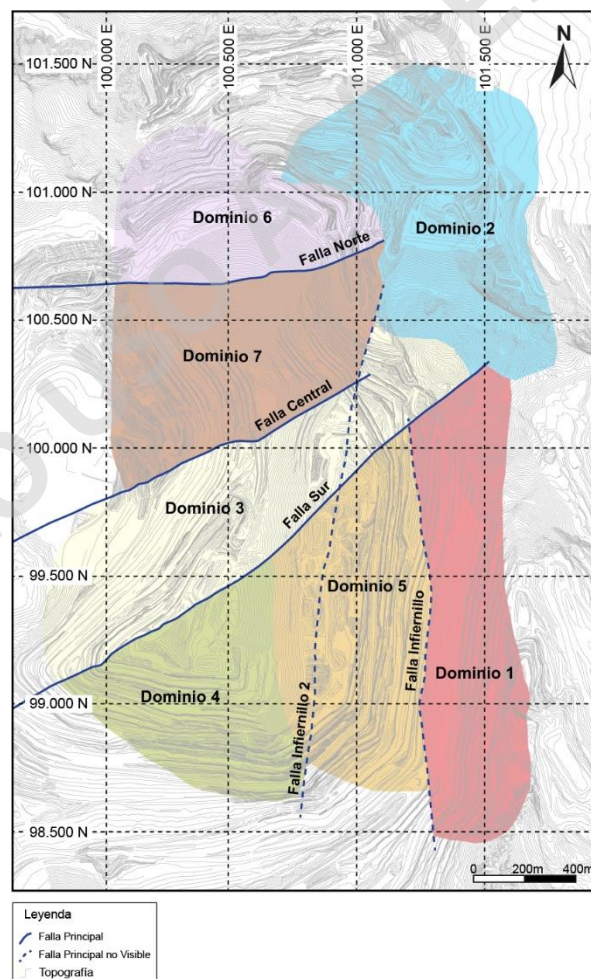 100.000 E
100.500 E
101.000 E
101.500 E
N
101.500 N
101.000 N
100.500 N
100.000 N
99.500 N
99.000 N
98.500 N
Dominio 6
Dominio 2
Falla Norte
Dominio 7
Falla Central
Dominio 3
Falla Sur
Dominio 5
Falla Infiernillo
Dominio 1
Dominio 4
Falla Infiernillo 2
0 200m 400m
Leyenda
Falla Principal
Falla Principal no Visible
Topografía